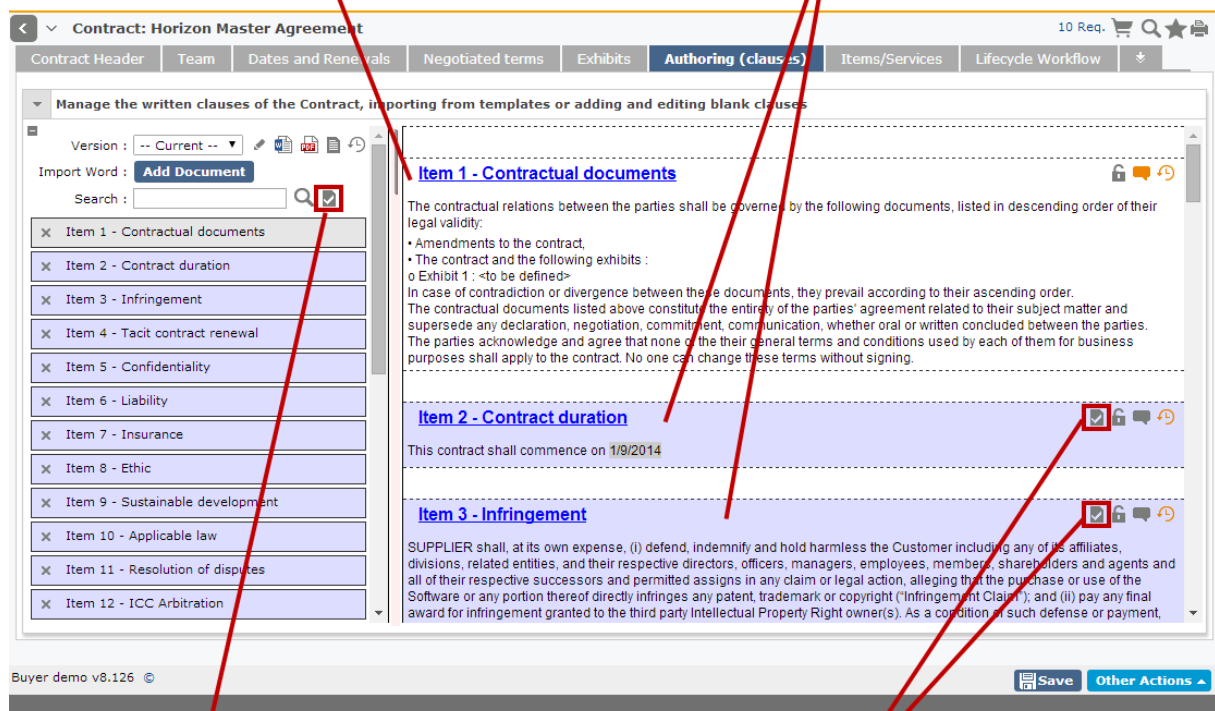 Contract: Horizon Master Agreement
10 Req.
Contract Header Team Dates and Renewals Negotiated terms Exhibits Authoring (clauses) Items/Services Lifecycle Workflow
Manage the written clauses of the Contract, importing from templates or adding and editing blank clauses
Version : -- Current --
Import Word : Add Document
Search :
Item 1 - Contractual documents
Item 2 - Contract duration
Item 3 - Infringement
Item 4 - Tacit contract renewal
Item 5 - Confidentiality
Item 6 - Liability
Item 7 - Insurance
Item 8 - Ethic
Item 9 - Sustainable development
Item 10 - Applicable law
Item 11 - Resolution of disputes
Item 12 - ICC Arbitration
Item 1 - Contractual documents
The contractual relations between the parties shall be governed by the following documents, listed in descending order of their
legal validity:
• Amendments to the contract,
• The contract and the following exhibits :
o Exhibit 1 : <to be defined>
In case of contradiction or divergence between these documents, they prevail according to their ascending order.
The contractual documents listed above constitute the entirety of the parties' agreement related to their subject matter and
supersede any declaration, negotiation, commitment, communication, whether oral or written concluded between the parties.
The parties acknowledge and agree that none of the their general terms and conditions used by each of them for business
purposes shall apply to the contract. No one can change these terms without signing.
Item 2 - Contract duration
This contract shall commence on 1/9/2014
Item 3 - Infringement
SUPPLIER shall, at its own expense, (i) defend, indemnify and hold harmless the Customer including any of its affiliates,
divisions, related entities, and their respective directors, officers, managers, employees, members, shareholders and agents and
all of their respective successors and permitted assigns in any claim or legal action, alleging that the purchase or use of the
Software or any portion thereof directly infringes any patent, trademark or copyright ("Infringement Claim"); and (ii) pay any final
award for infringement granted to the third party Intellectual Property Right owner(s). As a condition of such defense or payment,
Buyer demo v8.126 ©
Save Other Actions